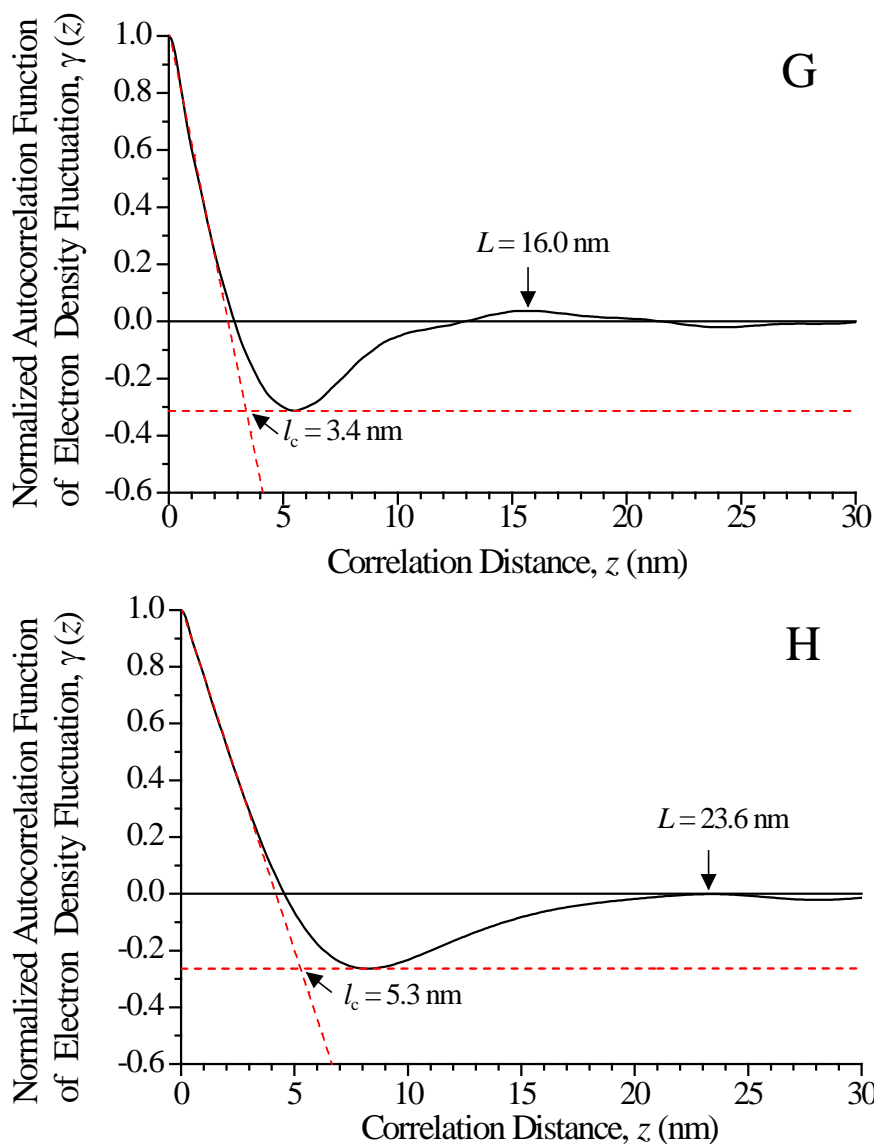 Normalized Autocorrelation Function
of Electron Density Fluctuation, γ(z)
1.0
0.8
0.6
0.4
0.2
0.0
-0.2
-0.4
-0.6
G
L = 16.0 nm
l_c = 3.4 nm
0 5 10 15 20 25 30
Correlation Distance, z (nm)
Normalized Autocorrelation Function
of Electron Density Fluctuation, γ(z)
1.0
0.8
0.6
0.4
0.2
0.0
-0.2
-0.4
-0.6
H
L = 23.6 nm
l_c = 5.3 nm
0 5 10 15 20 25 30
Correlation Distance, z (nm)